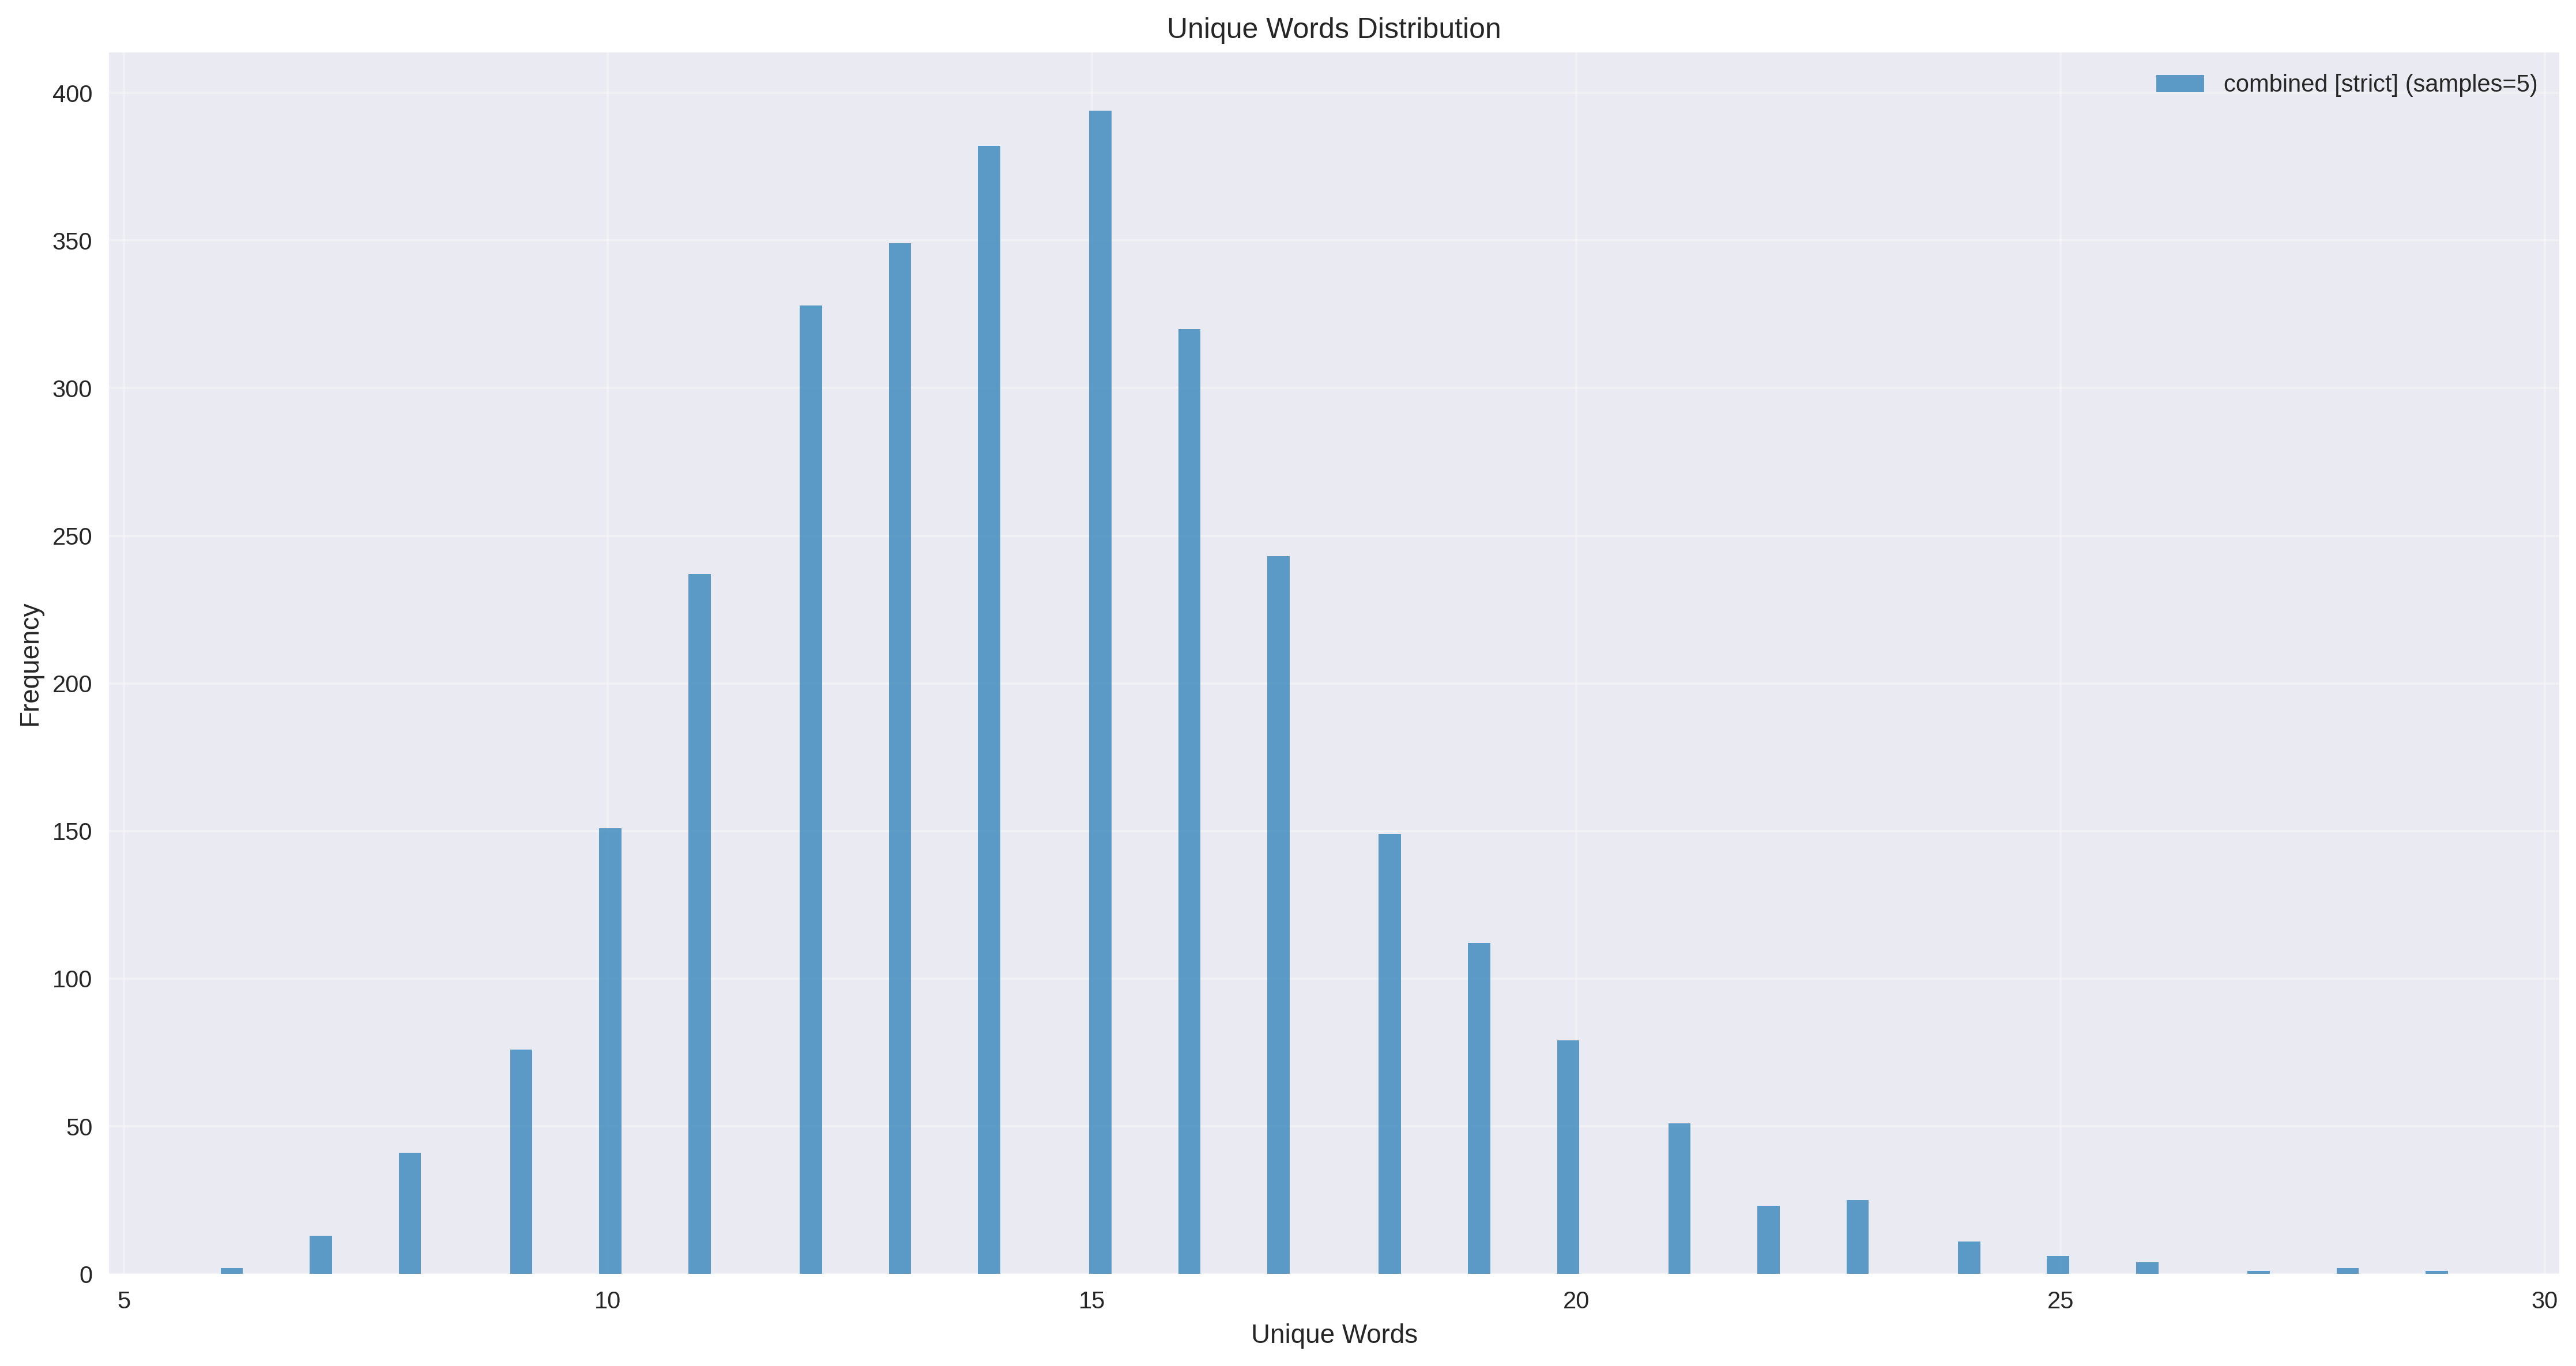 Unique Words Distribution
combined [strict] (samples=5)
400
350
300
250
200
150
100
50
0
Frequency
5 10 15 20 25 30
Unique Words